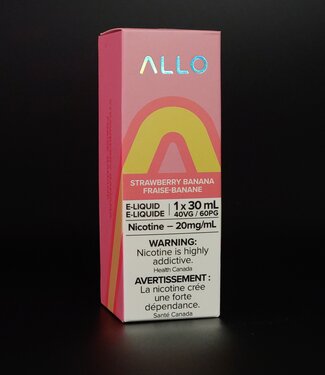 ALLO
STRAWBERRY BANANA
FRAISE-BANANE
E-LIQUID
E-LIQUIDE
1 x 30 mL
40VG / 60PG
Nicotine – 20mg/mL
WARNING:
Nicotine is highly
addictive.
Health Canada
AVERTISSEMENT :
La nicotine crée
une forte
dépendance.
Santé Canada